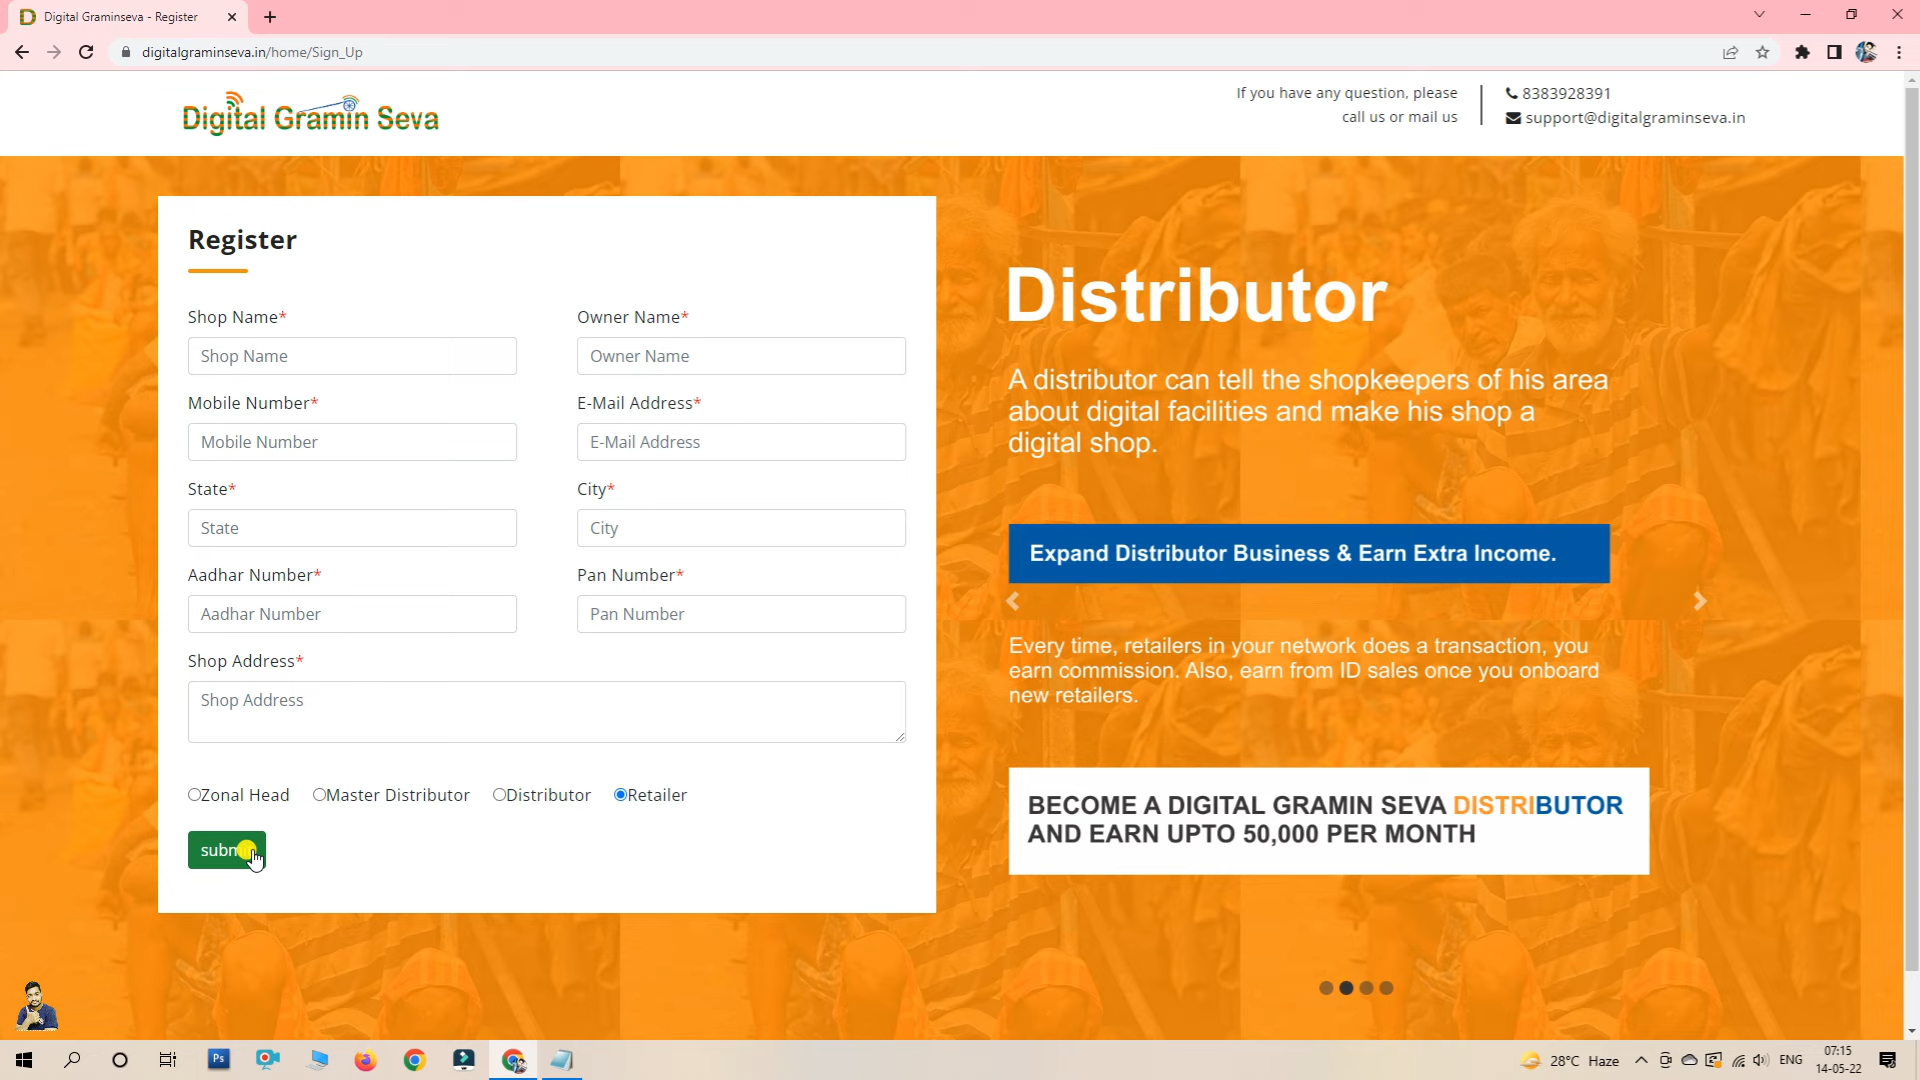 Digital Graminseva - Register
digitalgraminseva.in/home/Sign_Up
Digital Gramin Seva
If you have any question, please
call us or mail us
8383928391
support@digitalgraminseva.in
Register
Shop Name*
Owner Name*
Shop Name
Owner Name
Mobile Number*
E-Mail Address*
Mobile Number
E-Mail Address
State*
City*
State
City
Aadhar Number*
Pan Number*
Aadhar Number
Pan Number
Shop Address*
Shop Address
Zonal Head Master Distributor Distributor Retailer
Distributor
A distributor can tell the shopkeepers of his area
about digital facilities and make his shop a
digital shop.
Expand Distributor Business & Earn Extra Income.
Every time, retailers in your network does a transaction, you
earn commission. Also, earn from ID sales once you onboard
new retailers.
BECOME A DIGITAL GRAMIN SEVA DISTRIBUTOR
AND EARN UPTO 50,000 PER MONTH
Ps
28°C Haze
ENG
07:15
14-05-22